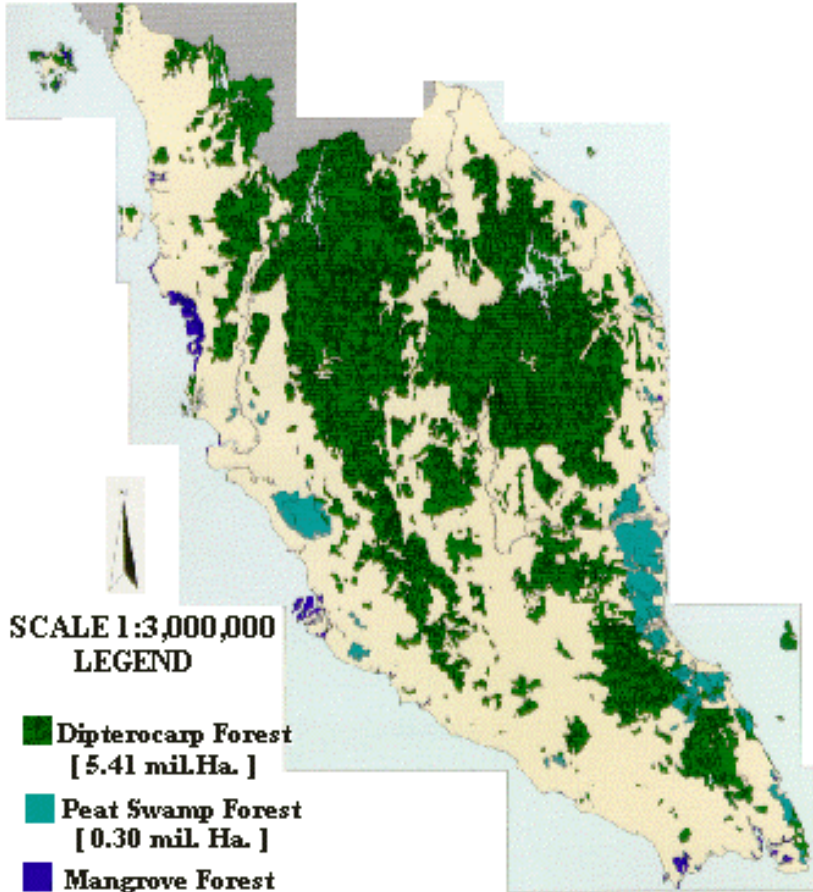 SCALE 1:3,000,000
LEGEND
Dipterocarp Forest
[ 5.41 mil.Ha. ]
Peat Swamp Forest
[ 0.30 mil. Ha. ]
Mangrove Forest